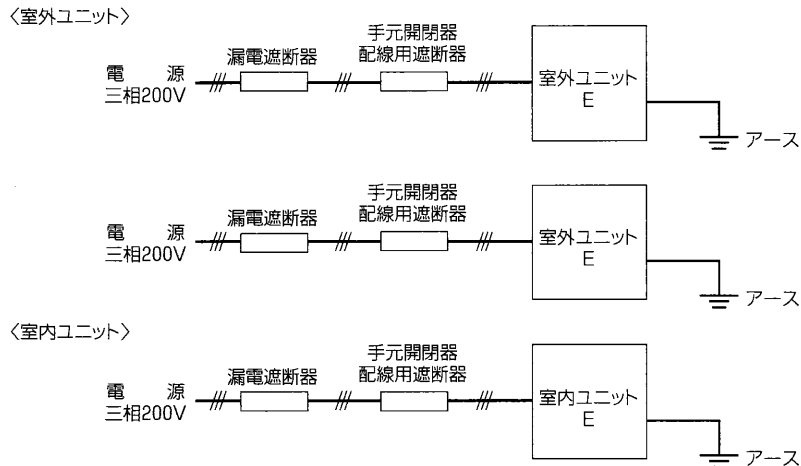 〈室外ユニット〉
手元開閉器
漏電遮断器 配線用遮断器
電 源
三相200V
室外ユニット
E
アース
手元開閉器
漏電遮断器 配線用遮断器
電 源
三相200V
室外ユニット
E
アース
〈室内ユニット〉
手元開閉器
漏電遮断器 配線用遮断器
電 源
三相200V
室内ユニット
E
アース